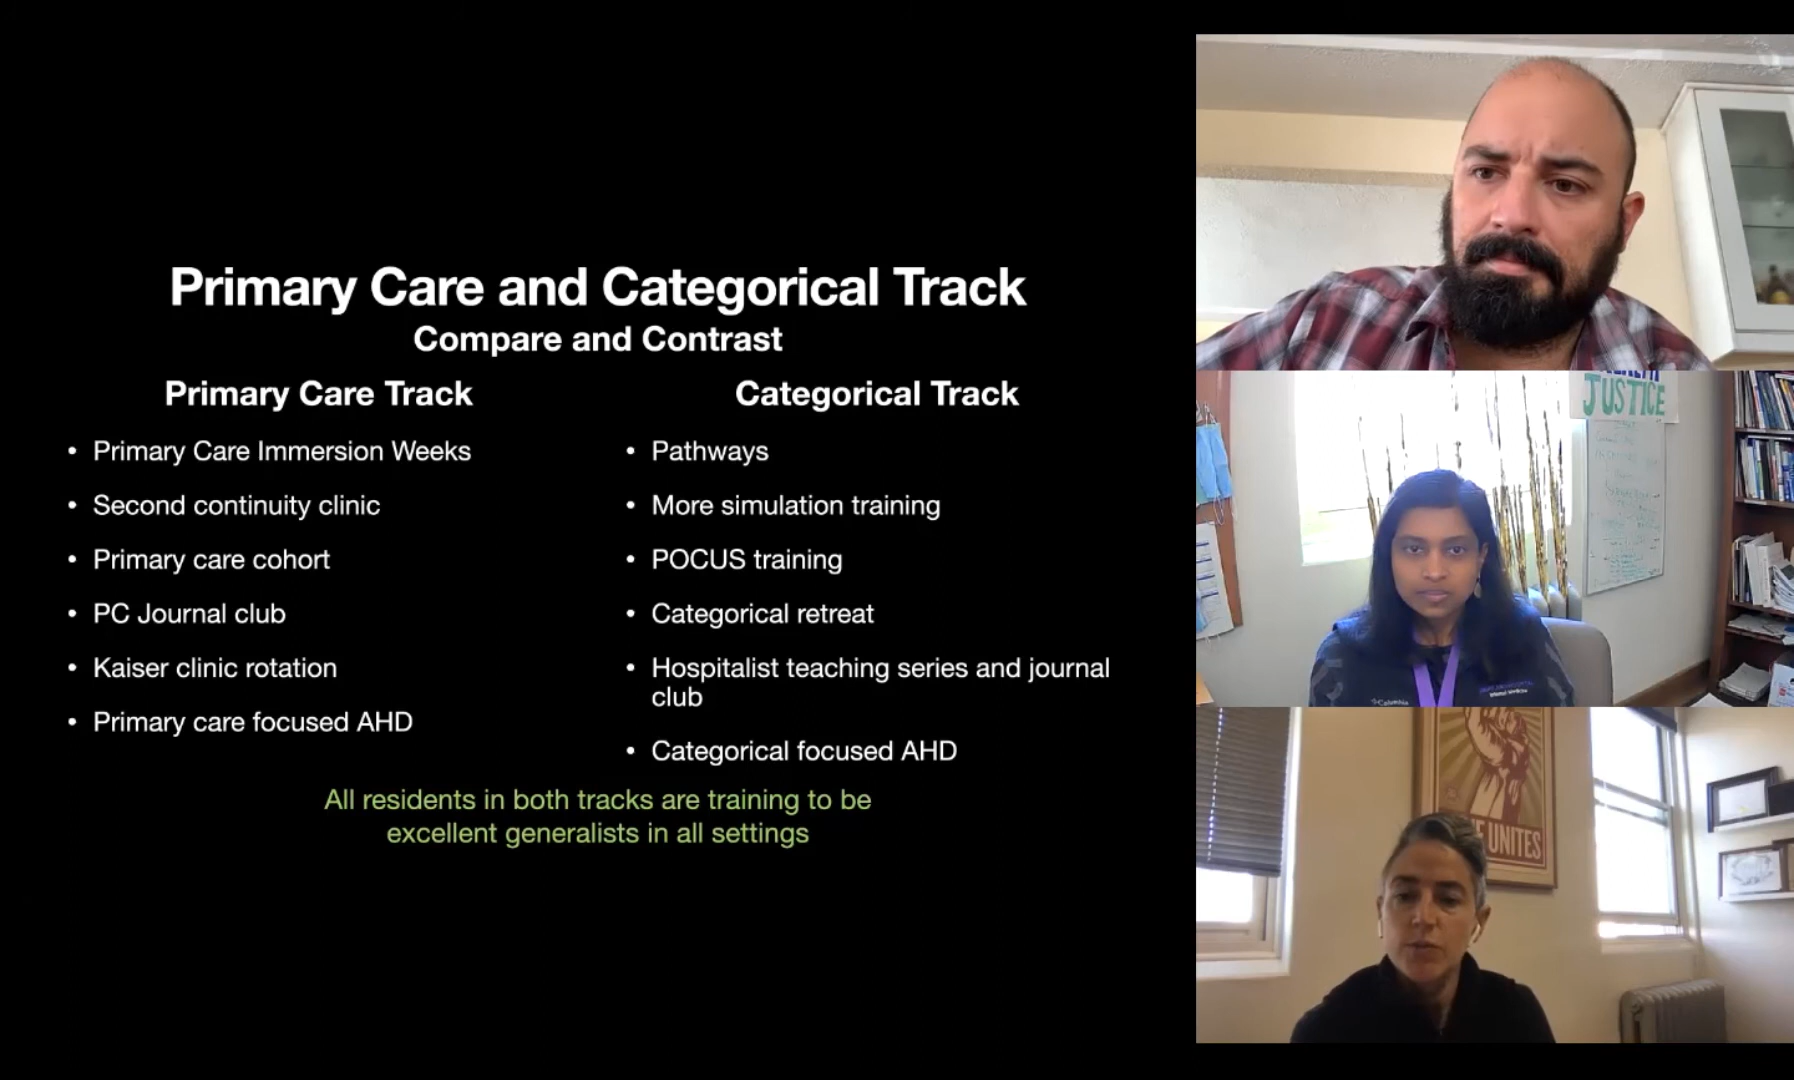 Primary Care and Categorical Track
Compare and Contrast
Primary Care Track
• Primary Care Immersion Weeks
• Second continuity clinic
• Primary care cohort
• PC Journal club
• Kaiser clinic rotation
• Primary care focused AHD
Categorical Track
• Pathways
• More simulation training
• POCUS training
• Categorical retreat
• Hospitalist teaching series and journal
club
• Categorical focused AHD
All residents in both tracks are training to be
excellent generalists in all settings
JUSTICE
UNITES